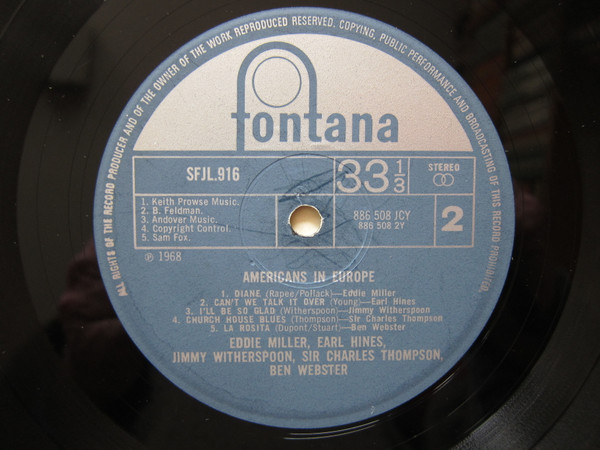 ALL RIGHTS OF THE RECORD PRODUCER AND OF THE OWNER OF THE WORK REPRODUCED RESERVED. COPYING, PUBLIC PERFORMANCE AND BROADCASTING OF THIS RECORD PROHIBITED.
fontana
SFJL.916
33 1/3
STEREO
1. Keith Prowse Music.
2. B. Feldman.
3. Andover Music.
4. Copyright Control.
5. Sam Fox.
886 508 JCY
886 508 2Y
2
℗ 1968
AMERICANS IN EUROPE
1. DIANE (Rapee/Pollack)—Eddie Miller
2. CAN'T WE TALK IT OVER (Young)—Earl Hines
3. I'LL BE SO GLAD (Witherspoon)—Jimmy Witherspoon
4. CHURCH HOUSE BLUES (Thompson)—Sir Charles Thompson
5. LA ROSITA (Dupont/Stuart)—Ben Webster
EDDIE MILLER, EARL HINES,
JIMMY WITHERSPOON, SIR CHARLES THOMPSON,
BEN WEBSTER